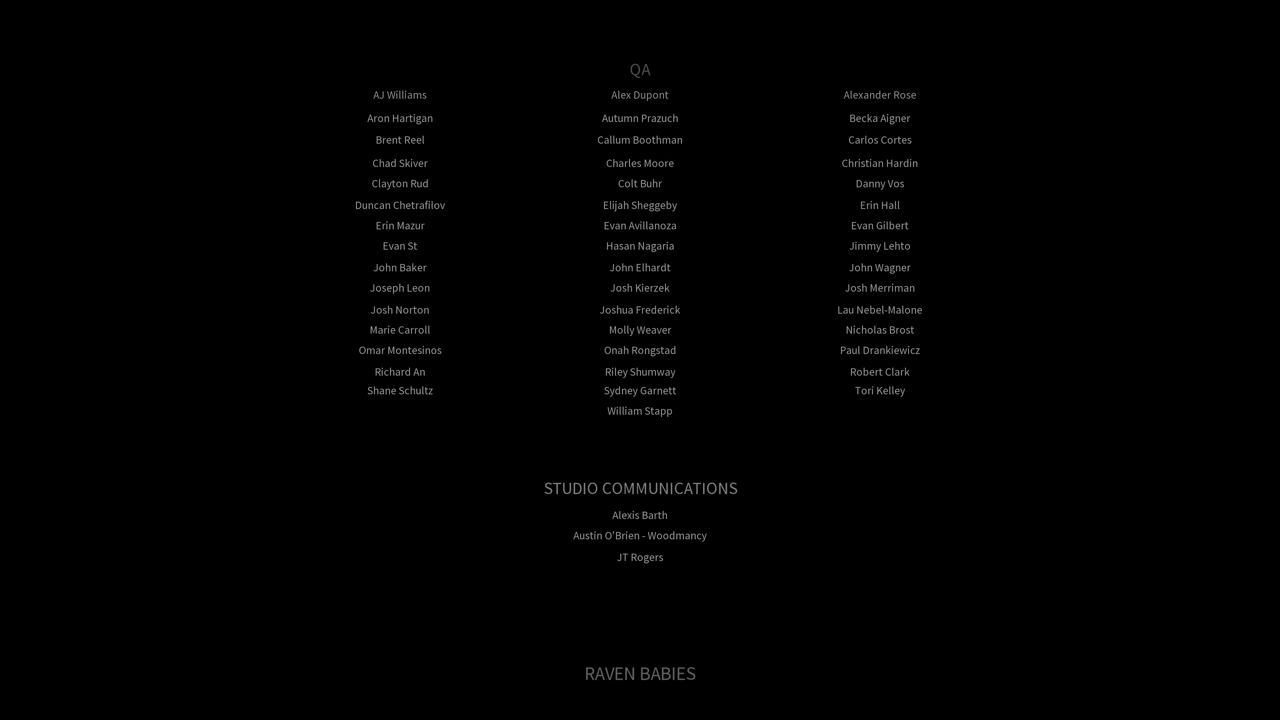 QA
AJ Williams Alex Dupont Alexander Rose
Aron Hartigan Autumn Prazuch Becka Aigner
Brent Reel Callum Boothman Carlos Cortes
Chad Skiver Charles Moore Christian Hardin
Clayton Rud Colt Buhr Danny Vos
Duncan Chetrafilov Elijah Sheggeby Erin Hall
Erin Mazur Evan Avillanoza Evan Gilbert
Evan St Hasan Nagaria Jimmy Lehto
John Baker John Elhardt John Wagner
Joseph Leon Josh Kierzek Josh Merriman
Josh Norton Joshua Frederick Lau Nebel-Malone
Marie Carroll Molly Weaver Nicholas Brost
Omar Montesinos Onah Rongstad Paul Drankiewicz
Richard An Riley Shumway Robert Clark
Shane Schultz Sydney Garnett Tori Kelley
William Stapp
STUDIO COMMUNICATIONS
Alexis Barth
Austin O'Brien - Woodmancy
JT Rogers
RAVEN BABIES